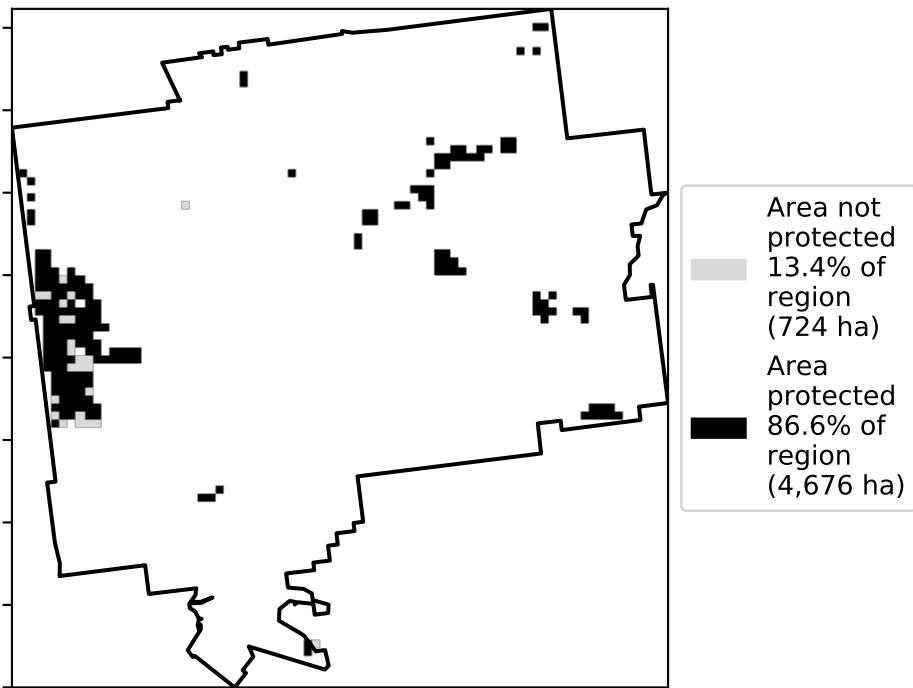 Area not
protected
13.4% of
region
(724 ha)
Area
protected
86.6% of
region
(4,676 ha)